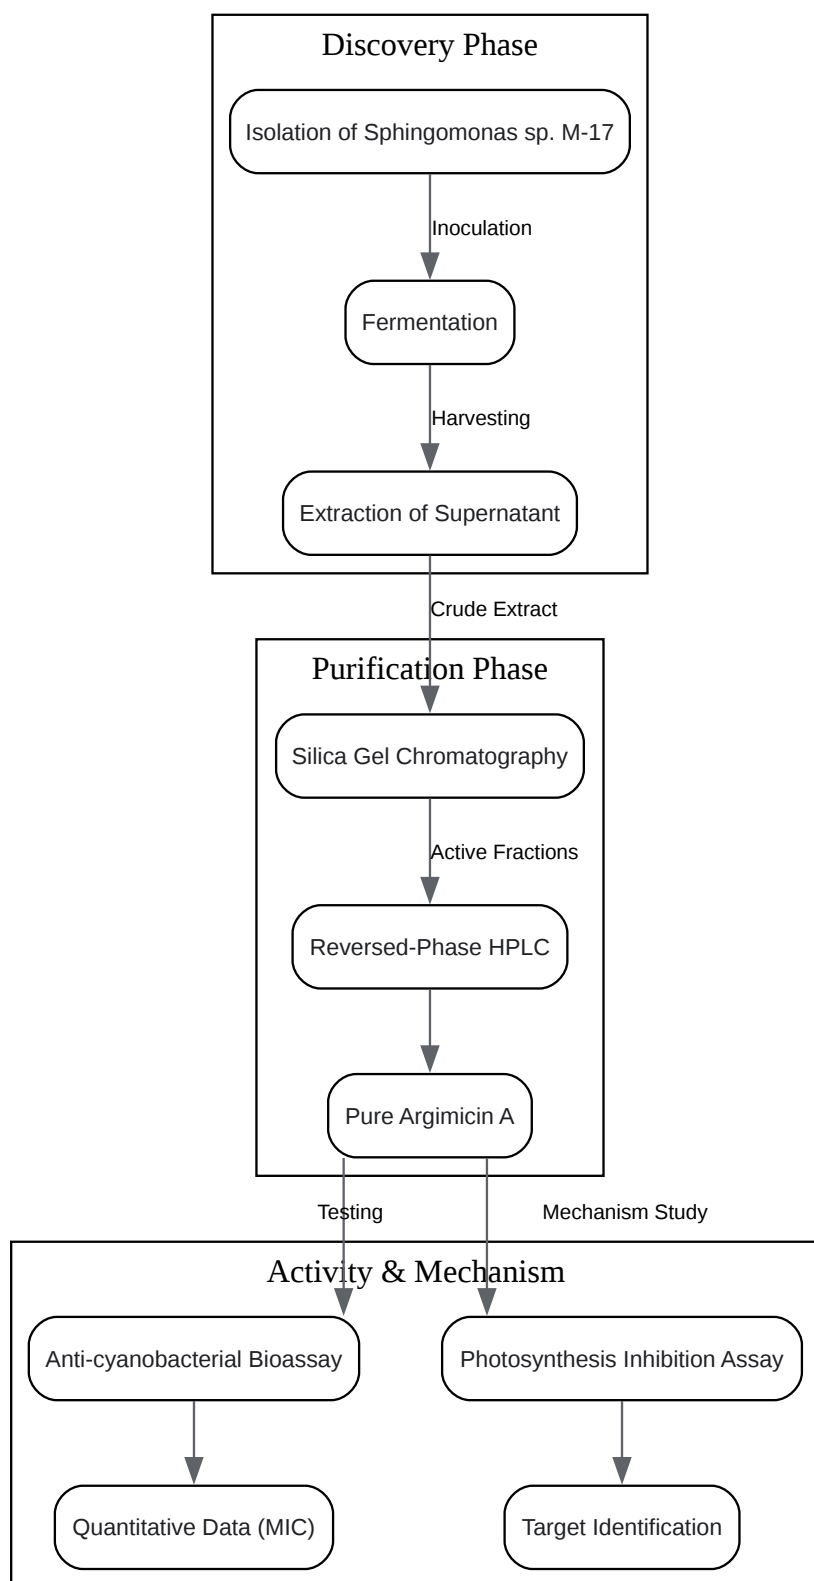 Discovery Phase
Isolation of Sphingomonas sp. M-17
Inoculation
Fermentation
Harvesting
Extraction of Supernatant
Crude Extract
Purification Phase
Silica Gel Chromatography
Active Fractions
Reversed-Phase HPLC
Pure Argimicin A
Testing
Mechanism Study
Activity & Mechanism
Anti-cyanobacterial Bioassay
Photosynthesis Inhibition Assay
Quantitative Data (MIC)
Target Identification